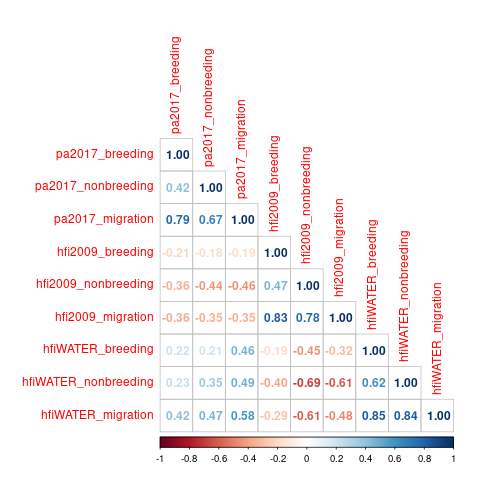 pa2017_breeding
pa2017_nonbreeding
pa2017_migration
hfi2009_breeding
hfi2009_nonbreeding
hfi2009_migration
hfiWATER_breeding
hfiWATER_nonbreeding
hfiWATER_migration
pa2017_breeding 1.00
pa2017_nonbreeding 0.42 1.00
pa2017_migration 0.79 0.67 1.00
hfi2009_breeding -0.21 -0.18 -0.19 1.00
hfi2009_nonbreeding -0.36 -0.44 -0.46 0.47 1.00
hfi2009_migration -0.36 -0.35 -0.35 0.83 0.78 1.00
hfiWATER_breeding 0.22 0.21 0.46 -0.19 -0.45 -0.32 1.00
hfiWATER_nonbreeding 0.23 0.35 0.49 -0.40 -0.69 -0.61 0.62 1.00
hfiWATER_migration 0.42 0.47 0.58 -0.29 -0.61 -0.48 0.85 0.84 1.00
-1 -0.8 -0.6 -0.4 -0.2 0 0.2 0.4 0.6 0.8 1